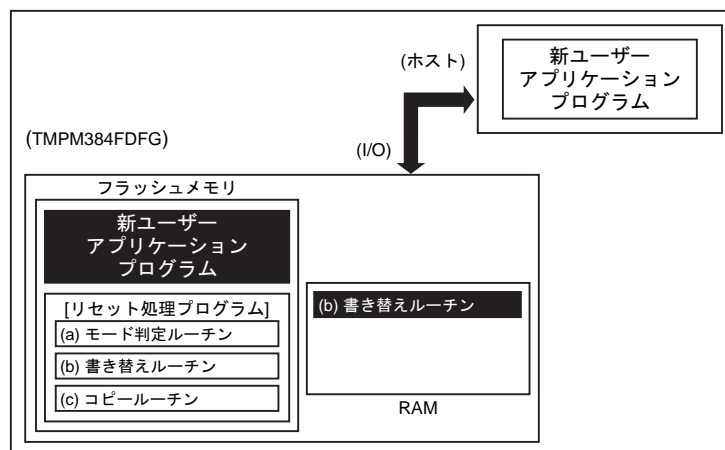 (ホスト)
新ユーザー
アプリケーション
プログラム
(TMPM384FDFG)
(I/O)
フラッシュメモリ
新ユーザー
アプリケーション
プログラム
[リセット処理プログラム]
(a) モード判定ルーチン
(b) 書き替えルーチン
(c) コピールーチン
(b) 書き替えルーチン
RAM